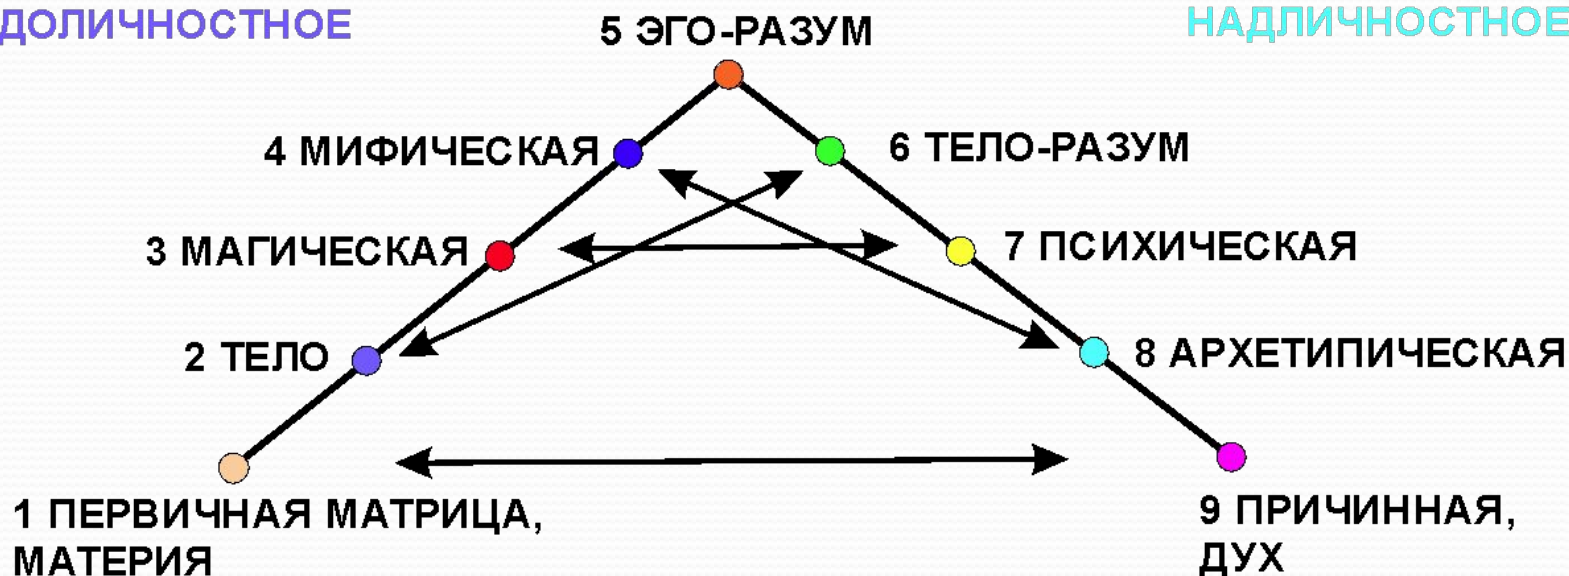 ДОЛИЧНОСТНОЕ
НАДЛИЧНОСТНОЕ
5 ЭГО-РАЗУМ
4 МИФИЧЕСКАЯ
6 ТЕЛО-РАЗУМ
3 МАГИЧЕСКАЯ
7 ПСИХИЧЕСКАЯ
2 ТЕЛО
8 АРХЕТИПИЧЕСКАЯ
1 ПЕРВИЧНАЯ МАТРИЦА,
МАТЕРИЯ
9 ПРИЧИННАЯ,
ДУХ